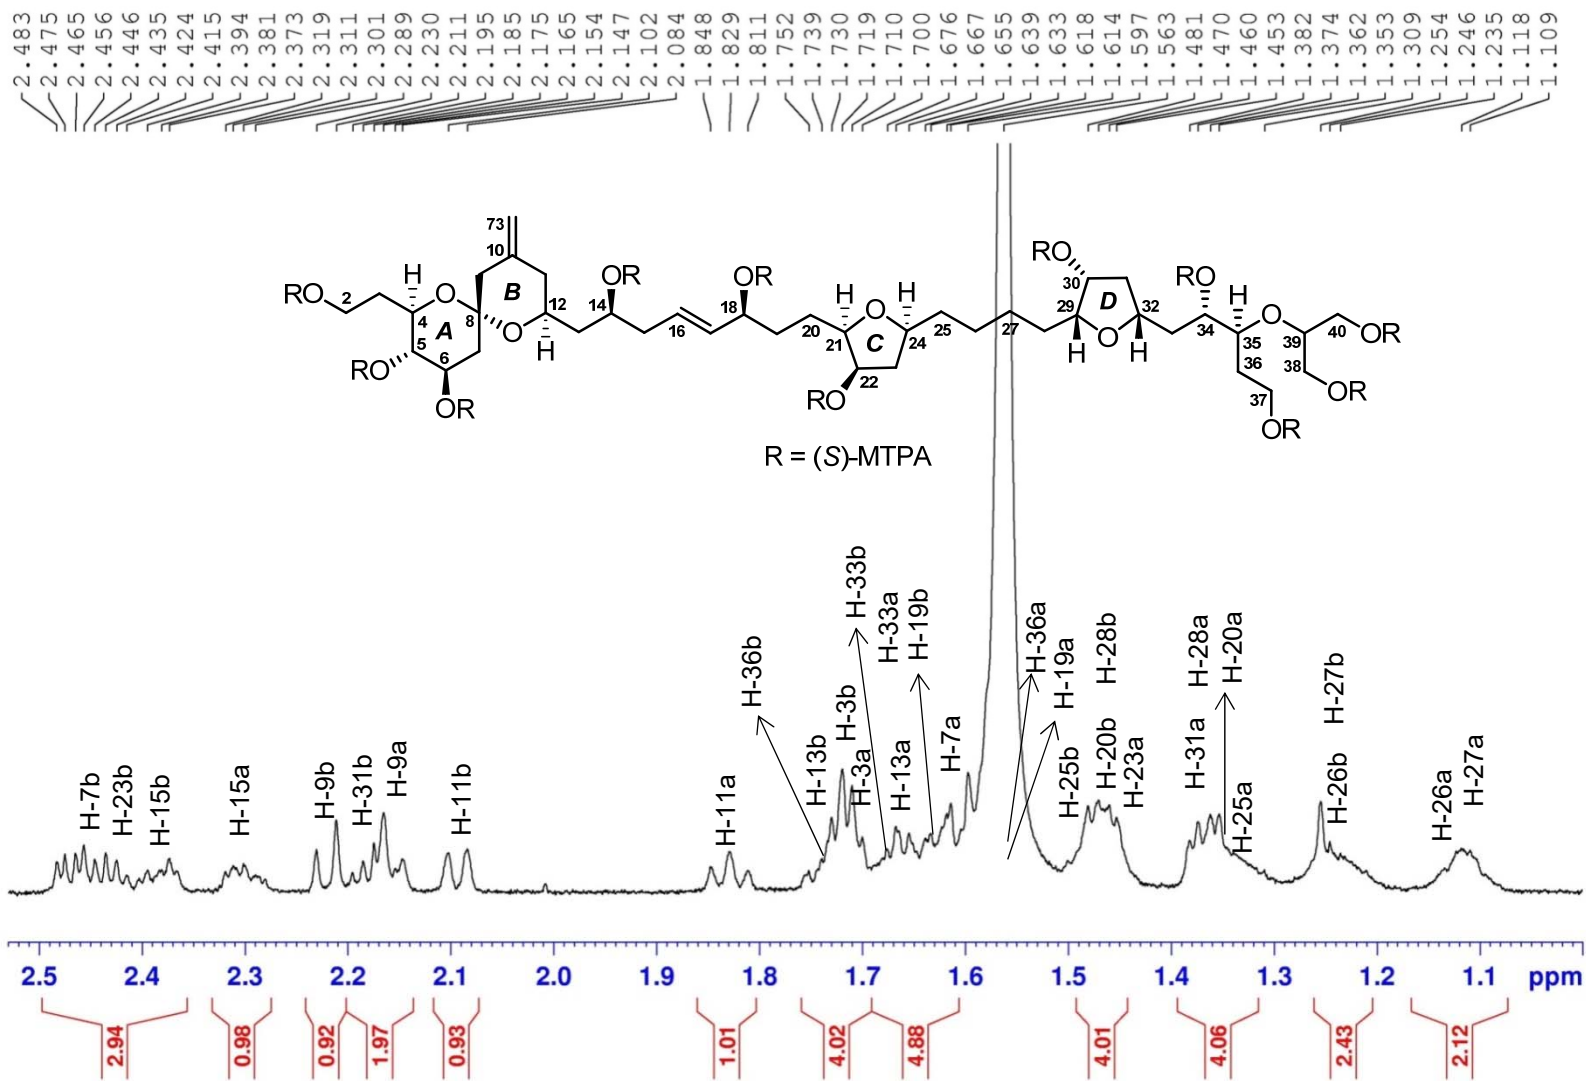 2.483 2.475 2.465 2.456 2.446 2.435 2.424 2.415 2.394 2.381 2.373 2.319 2.311 2.301 2.289 2.230 2.211 2.195 2.185 2.175 2.165 2.154 2.147 2.102 2.084 1.848 1.829 1.811 1.752 1.739 1.730 1.719 1.710 1.700 1.676 1.667 1.655 1.639 1.633 1.618 1.614 1.597 1.563 1.481 1.470 1.460 1.453 1.382 1.374 1.362 1.353 1.309 1.254 1.246 1.235 1.118 1.109
73
10
RO 2 H O B 12 OR 14 OR 18 16 20 H O H 21 C 24 22 RO 25 27 RO 30 29 D 32 O H H OR 34 H O 35 39 40 OR
4 A 8 O H 5 6 RO OR 36 38 OR 37 OR
R = (S)-MTPA
H-7b
H-23b
H-15b
H-15a
H-9b
H-31b
H-9a
H-11b
H-11a
H-36b
H-13b
H-3b
H-3a
H-33b
H-33a
H-13a
H-19b
H-7a
H-36a
H-19a
H-25b
H-28b
H-20b
H-23a
H-28a
H-31a
H-20a
H-25a
H-27b
H-26b
H-26a
H-27a
2.5 2.4 2.3 2.2 2.1 2.0 1.9 1.8 1.7 1.6 1.5 1.4 1.3 1.2 1.1 ppm
2.94 0.98 0.92 1.97 0.93 1.01 4.02 4.88 4.01 4.06 2.43 2.12